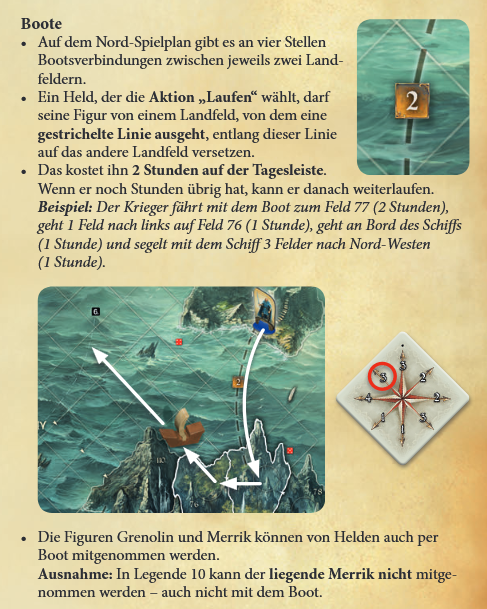 Boote
• Auf dem Nord-Spielplan gibt es an vier Stellen
Bootsverbindungen zwischen jeweils zwei Land-
feldern.
• Ein Held, der die Aktion „Laufen“ wählt, darf
seine Figur von einem Landfeld, von dem eine
gestrichelte Linie ausgeht, entlang dieser Linie
auf das andere Landfeld versetzen.
• Das kostet ihn 2 Stunden auf der Tagesleiste.
Wenn er noch Stunden übrig hat, kann er danach weiterlaufen.
Beispiel: Der Krieger fährt mit dem Boot zum Feld 77 (2 Stunden),
geht 1 Feld nach links auf Feld 76 (1 Stunde), geht an Bord des Schiffs
(1 Stunde) und segelt mit dem Schiff 3 Felder nach Nord-Westen
(1 Stunde).
2
6
2
110
76
78
3
3
2
4
2
1
1
3
• Die Figuren Grenolin und Merrik können von Helden auch per
Boot mitgenommen werden.
Ausnahme: In Legende 10 kann der liegende Merrik nicht mitge-
nommen werden – auch nicht mit dem Boot.